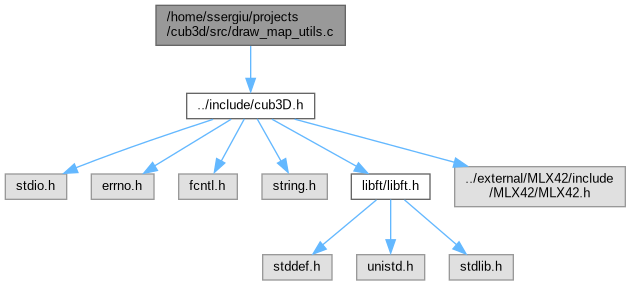 /home/ssergiu/projects
/cub3d/src/draw_map_utils.c
../include/cub3D.h
stdio.h
errno.h
fcntl.h
string.h
libft/libft.h
../external/MLX42/include
/MLX42/MLX42.h
stddef.h
unistd.h
stdlib.h